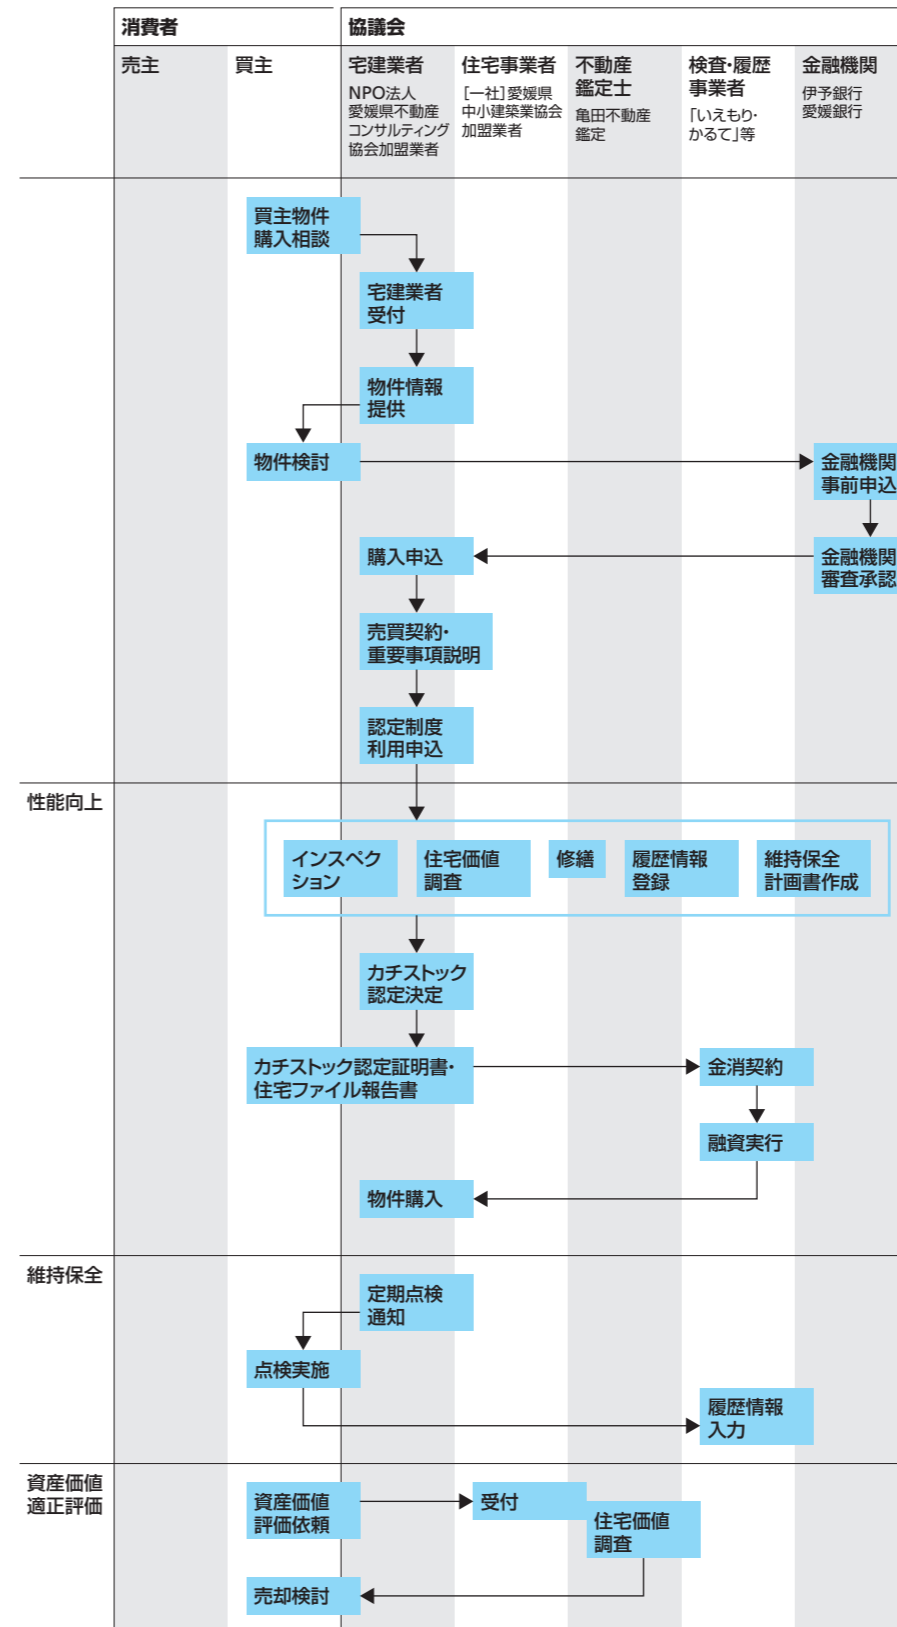 消費者
協議会
売主
買主
宅建業者
NPO法人
愛媛県不動産
コンサルティング
協会加盟業者
住宅事業者
［一社］愛媛県
中小建築業協会
加盟業者
不動産
鑑定士
亀田不動産
鑑定
検査・履歴
事業者
「いえもり・
かるて」等
金融機関
伊予銀行
愛媛銀行
買主物件
購入相談
宅建業者
受付
物件情報
提供
物件検討
金融機関
事前申込
金融機関
審査承認
購入申込
売買契約・
重要事項説明
認定制度
利用申込
性能向上
インスペク
ション
住宅価値
調査
修繕
履歴情報
登録
維持保全
計画書作成
カチストック
認定決定
カチストック認定証明書・
住宅ファイル報告書
金消契約
融資実行
物件購入
維持保全
定期点検
通知
点検実施
履歴情報
入力
資産価値
適正評価
資産価値
評価依頼
受付
住宅価値
調査
売却検討